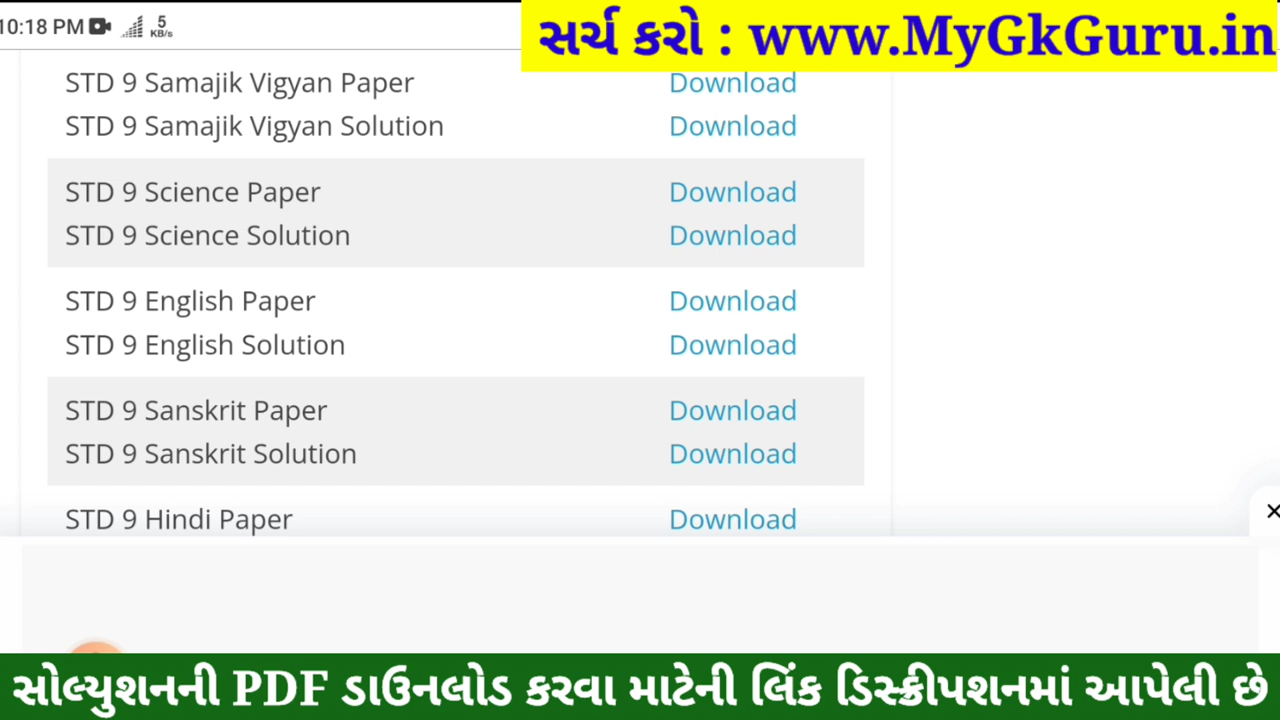 10:18 PM 5 KB/s
સર્ચ કરો : www.MyGkGuru.in
STD 9 Samajik Vigyan Paper Download
STD 9 Samajik Vigyan Solution Download
STD 9 Science Paper Download
STD 9 Science Solution Download
STD 9 English Paper Download
STD 9 English Solution Download
STD 9 Sanskrit Paper Download
STD 9 Sanskrit Solution Download
STD 9 Hindi Paper Download
સોલ્યુશનની PDF ડાઉનલોડ કરવા માટેની લિંક ડિસ્ક્રીપશનમાં આપેલી છે